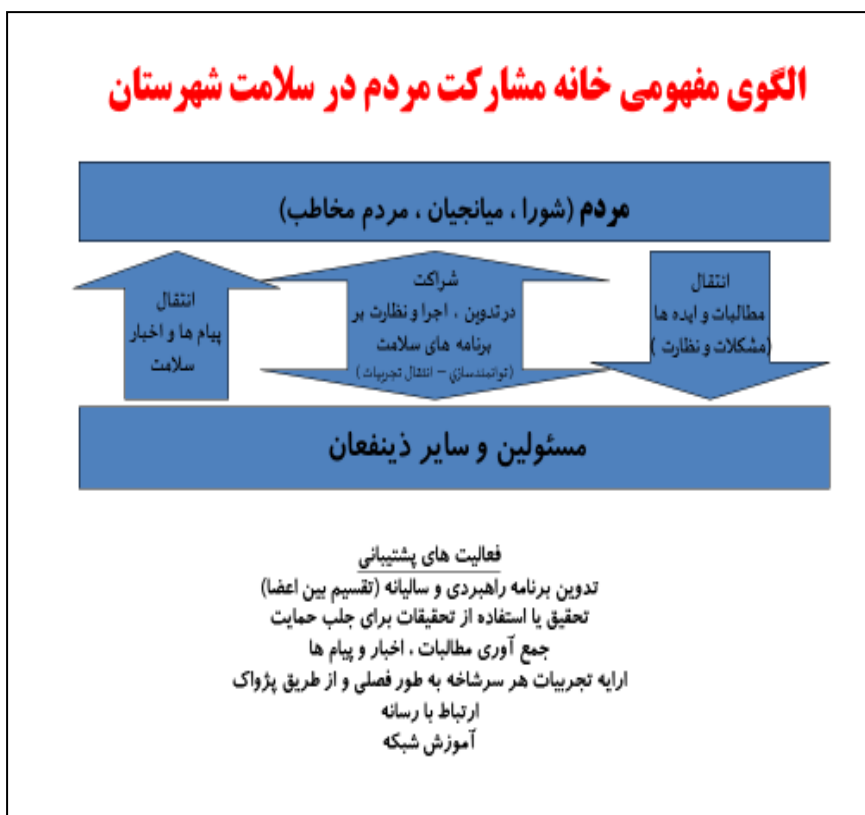 الگوی مفهومی خانه مشارکت مردم در سلامت شهرستان
مردم (شورا ، میانجیان ، مردم مخاطب)
انتقال
مطالبات و ایده ها
(مشکلات و نظارت )
شراکت
در تدوین ، اجرا و نظارت بر
برنامه های سلامت
(توانمندسازی – انتقال تجربیات )
انتقال
پیام ها و اخبار
سلامت
مسئولین و سایر ذینفعان
فعالیت های پشتیبانی
تدوین برنامه راهبردی و سالیانه (تقسیم بین اعضا)
تحقیق یا استفاده از تحقیقات برای جلب حمایت
جمع آوری مطالبات ، اخبار و پیام ها
ارایه تجربیات هر سرشاخه به طور فصلی و از طریق پژواک
ارتباط با رسانه
آموزش شبکه